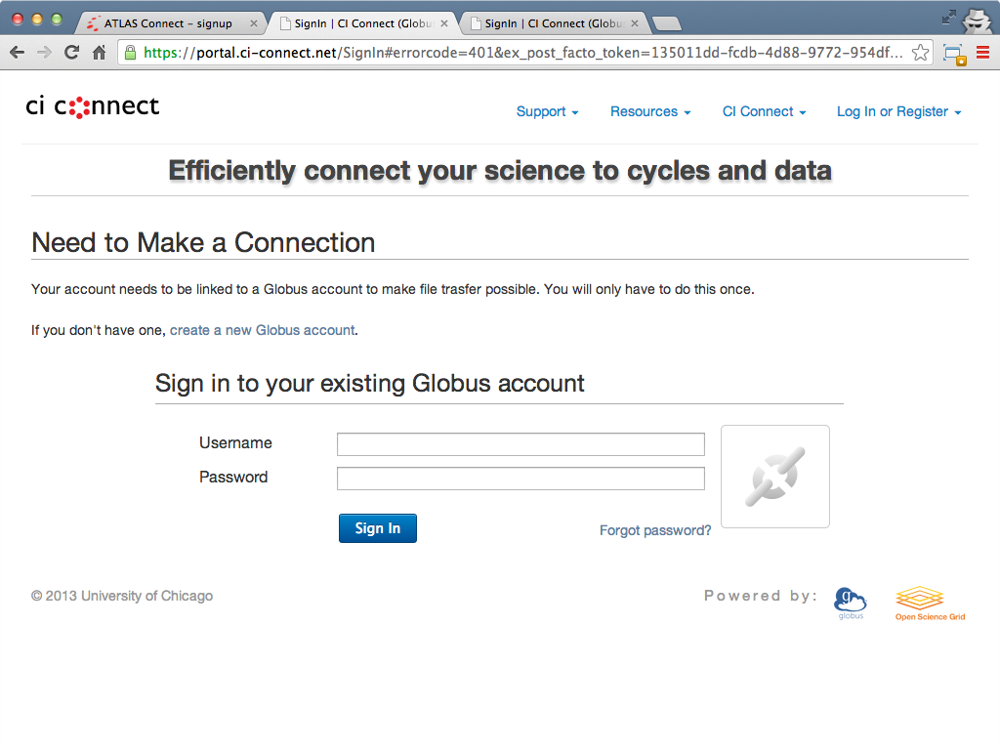 ATLAS Connect – signup
SignIn | CI Connect (Globu
SignIn | CI Connect (Globu
https://portal.ci-connect.net/SignIn#errorcode=401&ex_post_facto_token=135011dd-fcdb-4d88-9772-954df...
ci connect
Support
Resources
CI Connect
Log In or Register
Efficiently connect your science to cycles and data
Need to Make a Connection
Your account needs to be linked to a Globus account to make file trasfer possible. You will only have to do this once.
If you don't have one, create a new Globus account.
Sign in to your existing Globus account
Username
Password
Sign In
Forgot password?
© 2013 University of Chicago
Powered by:
g
globus
Open Science Grid